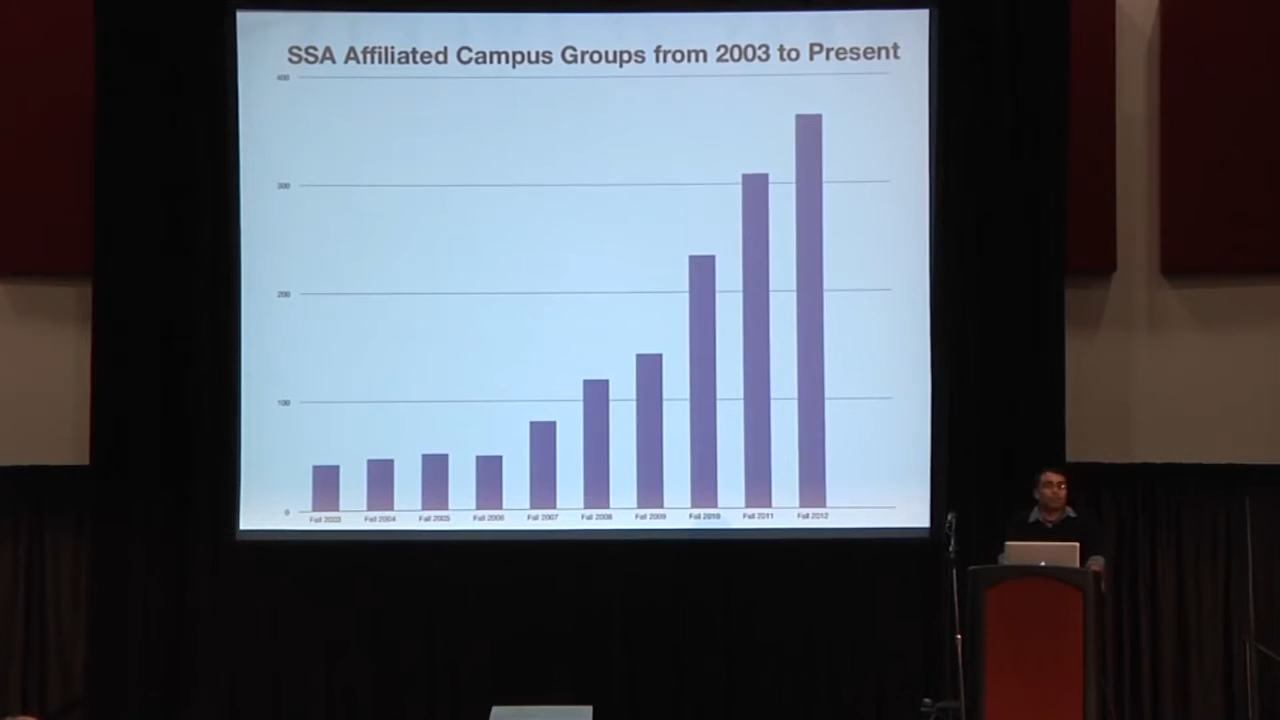 SSA Affiliated Campus Groups from 2003 to Present
400
300
200
100
0
Fall 2003 Fall 2004 Fall 2005 Fall 2006 Fall 2007 Fall 2008 Fall 2009 Fall 2010 Fall 2011 Fall 2012